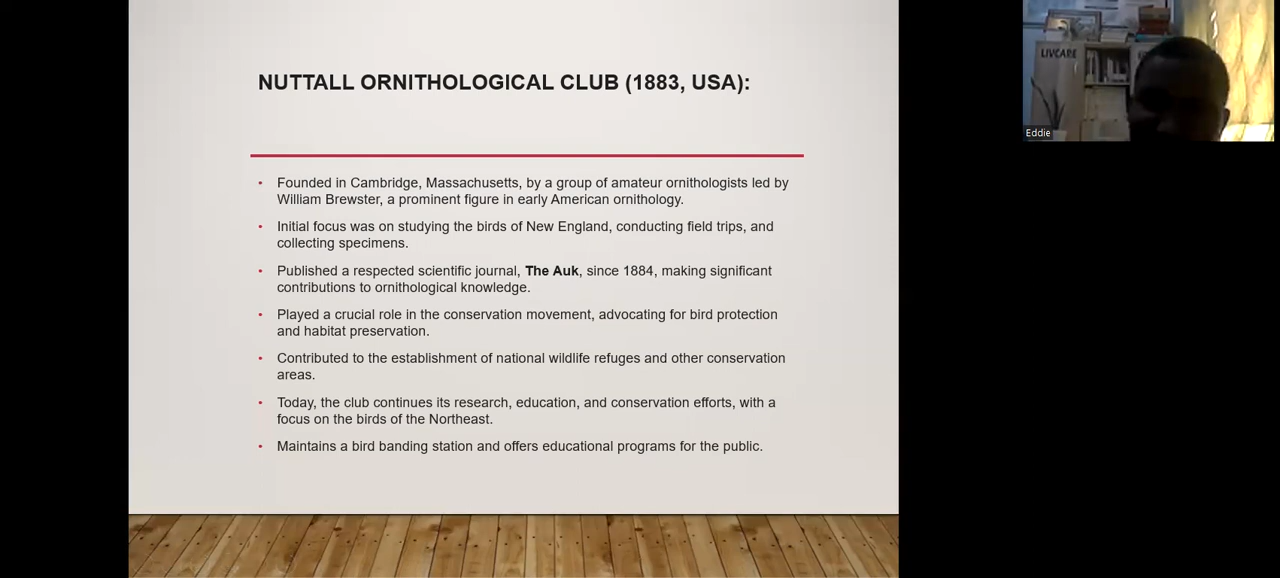 NUTTALL ORNITHOLOGICAL CLUB (1883, USA):
• Founded in Cambridge, Massachusetts, by a group of amateur ornithologists led by
William Brewster, a prominent figure in early American ornithology.
• Initial focus was on studying the birds of New England, conducting field trips, and
collecting specimens.
• Published a respected scientific journal, The Auk, since 1884, making significant
contributions to ornithological knowledge.
• Played a crucial role in the conservation movement, advocating for bird protection
and habitat preservation.
• Contributed to the establishment of national wildlife refuges and other conservation
areas.
• Today, the club continues its research, education, and conservation efforts, with a
focus on the birds of the Northeast.
• Maintains a bird banding station and offers educational programs for the public.
LIVCARE
Eddie